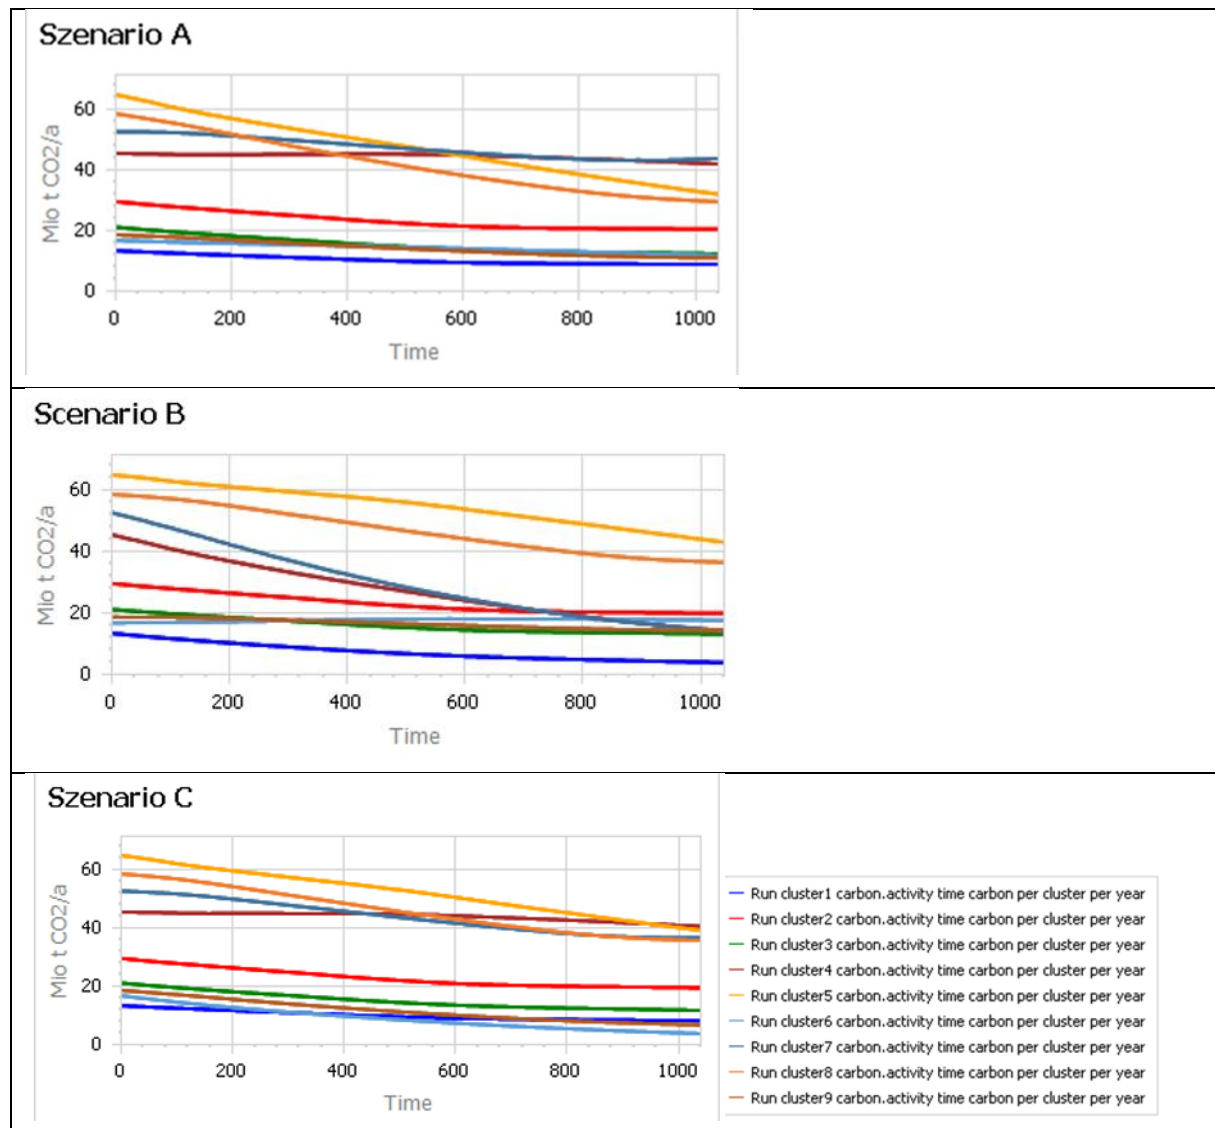 Szenario A
Mio t CO2/a
60
40
20
0
0 200 400 600 800 1000
Time
Scenario B
Mio t CO2/a
60
40
20
0
0 200 400 600 800 1000
Time
Szenario C
Mio t CO2/a
60
40
20
0
0 200 400 600 800 1000
Time
Run cluster1 carbon.activity time carbon per cluster per year
Run cluster2 carbon.activity time carbon per cluster per year
Run cluster3 carbon.activity time carbon per cluster per year
Run cluster4 carbon.activity time carbon per cluster per year
Run cluster5 carbon.activity time carbon per cluster per year
Run cluster6 carbon.activity time carbon per cluster per year
Run cluster7 carbon.activity time carbon per cluster per year
Run cluster8 carbon.activity time carbon per cluster per year
Run cluster9 carbon.activity time carbon per cluster per year